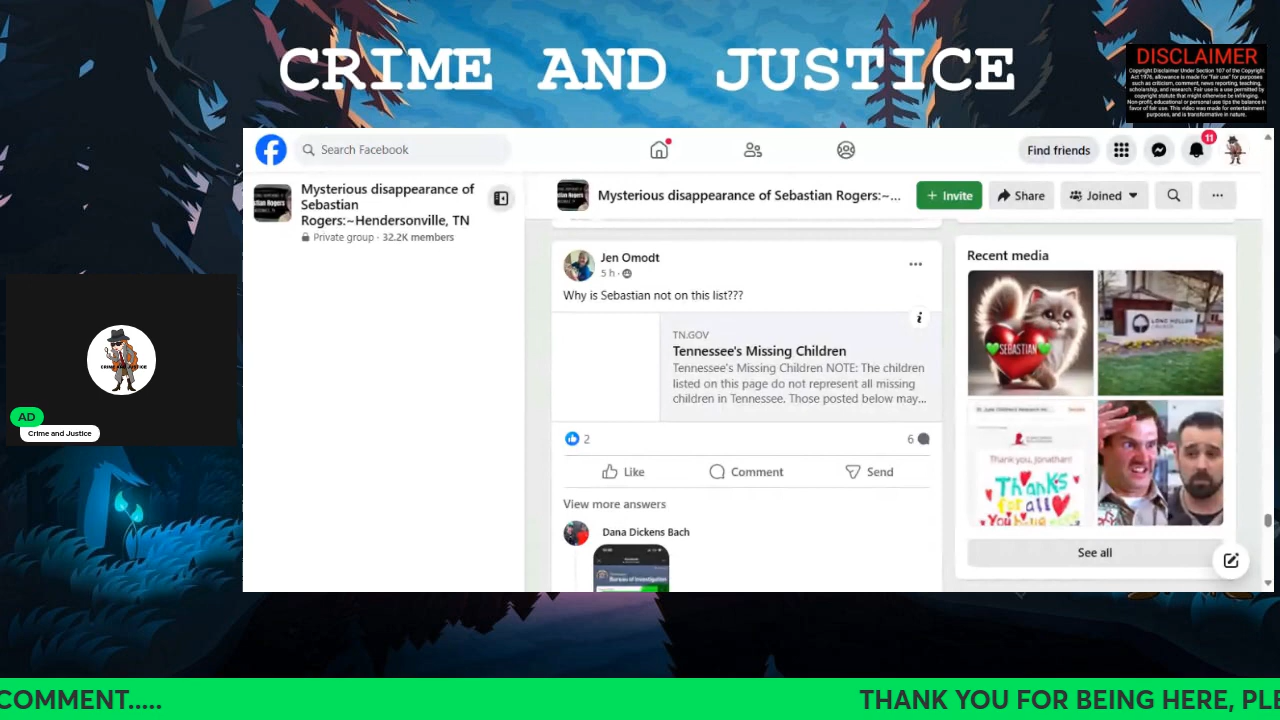 CRIME AND JUSTICE
DISCLAIMER
Copyright Disclaimer Under Section 107 of the Copyright
Act 1976, allowance is made for "fair use" for purposes
such as criticism, comment, news reporting, teaching,
scholarship, and research. Fair use is a use permitted by
copyright statute that might otherwise be infringing.
Non-profit, educational or personal use tips the balance in
favor of fair use. This video was made for entertainment
purposes, and is transformative in nature.
Search Facebook
Find friends
11
Mysterious disappearance of
Sebastian
Rogers:~Hendersonville, TN
Private group · 32.2K members
Mysterious disappearance of Sebastian Rogers:~...
+ Invite
Share
Joined
Jen Omodt
5 h ·
Why is Sebastian not on this list???
TN.GOV
Tennessee's Missing Children
Tennessee's Missing Children NOTE: The children
listed on this page do not represent all missing
children in Tennessee. Those posted below may...
2
6
Like
Comment
Send
View more answers
Dana Dickens Bach
Bureau of Investigation
Recent media
SEBASTIAN
LONG HOLLOW
CHURCH
Thank you, Jonathan!
Thanks
for all
You have
See all
CRIME AND JUSTICE
AD
Crime and Justice
COMMENT.....
THANK YOU FOR BEING HERE, PLE